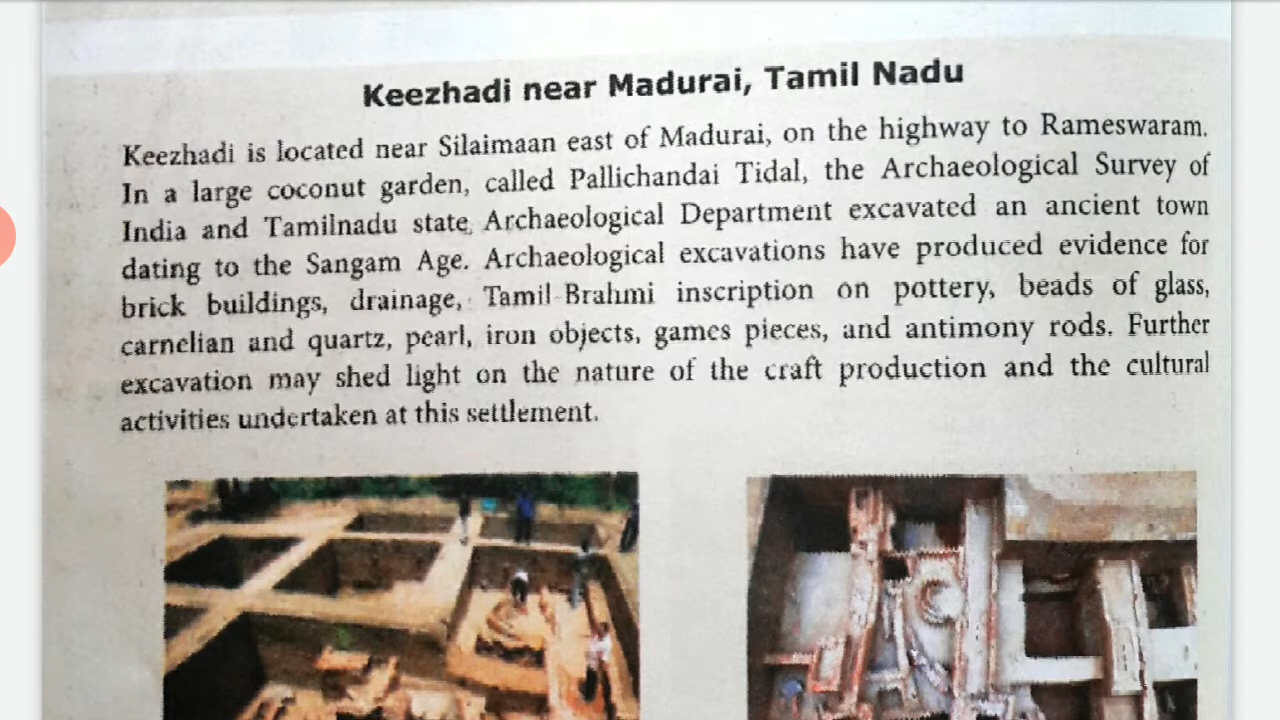 Keezhadi near Madurai, Tamil Nadu
Keezhadi is located near Silaimaan east of Madurai, on the highway to Rameswaram.
In a large coconut garden, called Pallichandai Tidal, the Archaeological Survey of
India and Tamilnadu state Archaeological Department excavated an ancient town
dating to the Sangam Age. Archaeological excavations have produced evidence for
brick buildings, drainage, Tamil-Brahmi inscription on pottery, beads of glass,
carnelian and quartz, pearl, iron objects, games pieces, and antimony rods. Further
excavation may shed light on the nature of the craft production and the cultural
activities undertaken at this settlement.